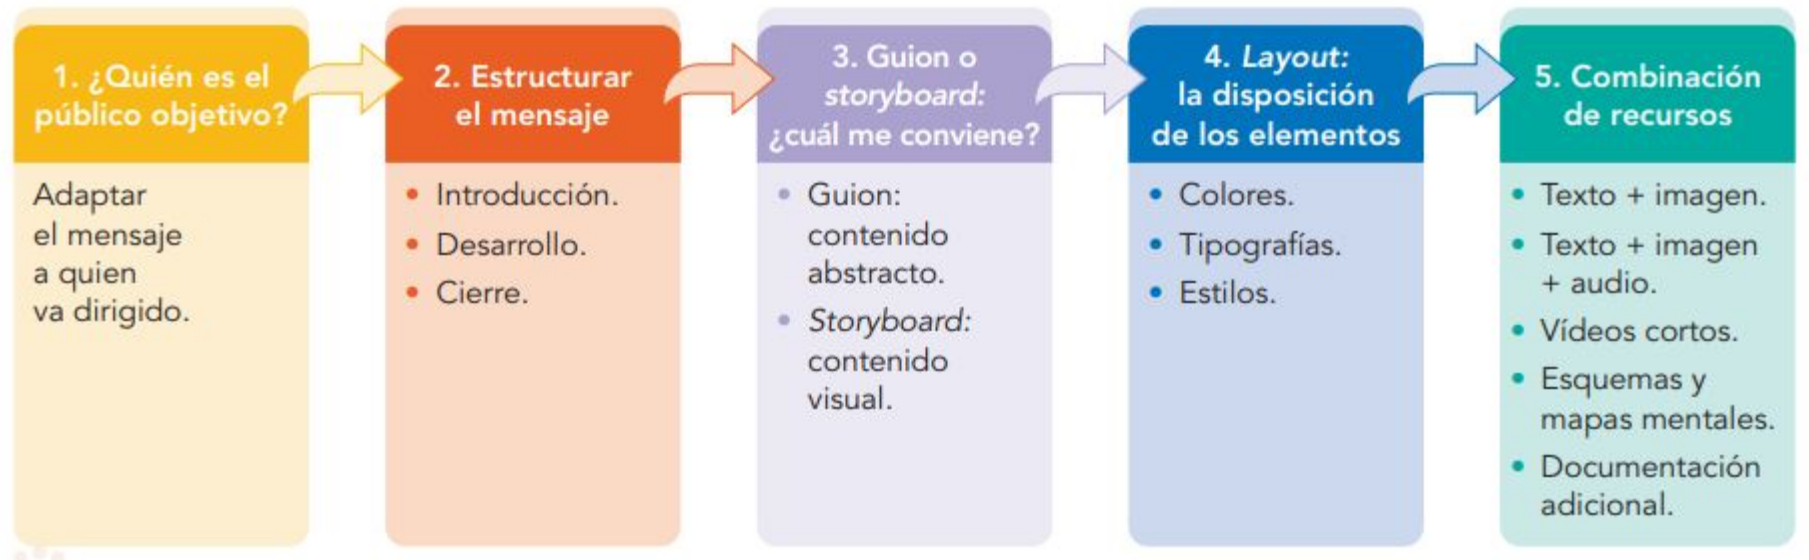 1. ¿Quién es el
público objetivo?
Adaptar
el mensaje
a quien
va dirigido.
2. Estructurar
el mensaje
• Introducción.
• Desarrollo.
• Cierre.
3. Guion o
storyboard:
¿cuál me conviene?
• Guion:
contenido
abstracto.
• Storyboard:
contenido
visual.
4. Layout:
la disposición
de los elementos
• Colores.
• Tipografías.
• Estilos.
5. Combinación
de recursos
• Texto + imagen.
• Texto + imagen
+ audio.
• Vídeos cortos.
• Esquemas y
mapas mentales.
• Documentación
adicional.